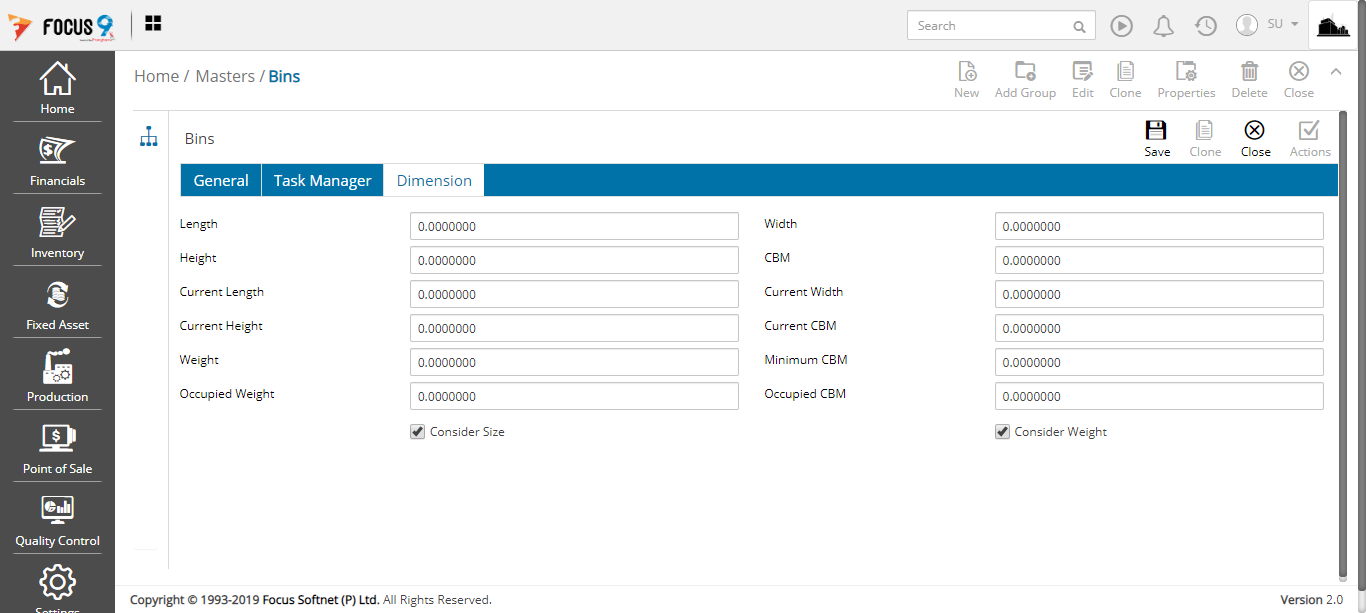 FOCUS 9
Search
SU
Home
Financials
Inventory
Fixed Asset
Production
Point of Sale
Quality Control
Settings
Home / Masters / Bins
New Add Group Edit Clone Properties Delete Close
Bins
Save Clone Close Actions
General Task Manager Dimension
Length 0.0000000 Width 0.0000000
Height 0.0000000 CBM 0.0000000
Current Length 0.0000000 Current Width 0.0000000
Current Height 0.0000000 Current CBM 0.0000000
Weight 0.0000000 Minimum CBM 0.0000000
Occupied Weight 0.0000000 Occupied CBM 0.0000000
Consider Size Consider Weight
Copyright © 1993-2019 Focus Softnet (P) Ltd. All Rights Reserved. Version 2.0